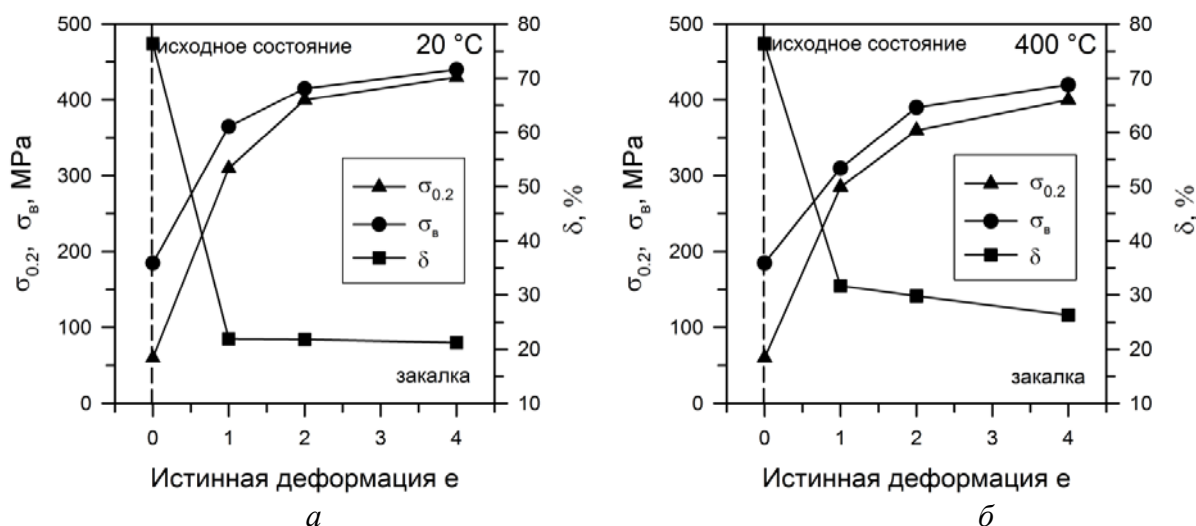 500
400
300
200
100
0
σ0.2, σв, MPa
исходное состояние
20 °C
σ0.2
σв
δ
закалка
80
70
60
50
40
30
20
10
δ, %
0 1 2 3 4
Истинная деформация e
а
500
400
300
200
100
0
σ0.2, σв, MPa
исходное состояние
400 °C
σ0.2
σв
δ
закалка
80
70
60
50
40
30
20
10
δ, %
0 1 2 3 4
Истинная деформация e
б